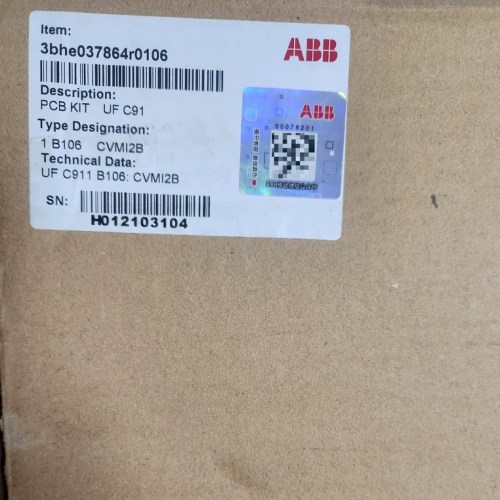 Item:
ABB
3bhe037864r0106
Description:
PCB KIT UF C91
Type Designation:
1 B106 CVMI2B
Technical Data:
UF C911 B106: CVMI2B
SN:
H012103104
ABB